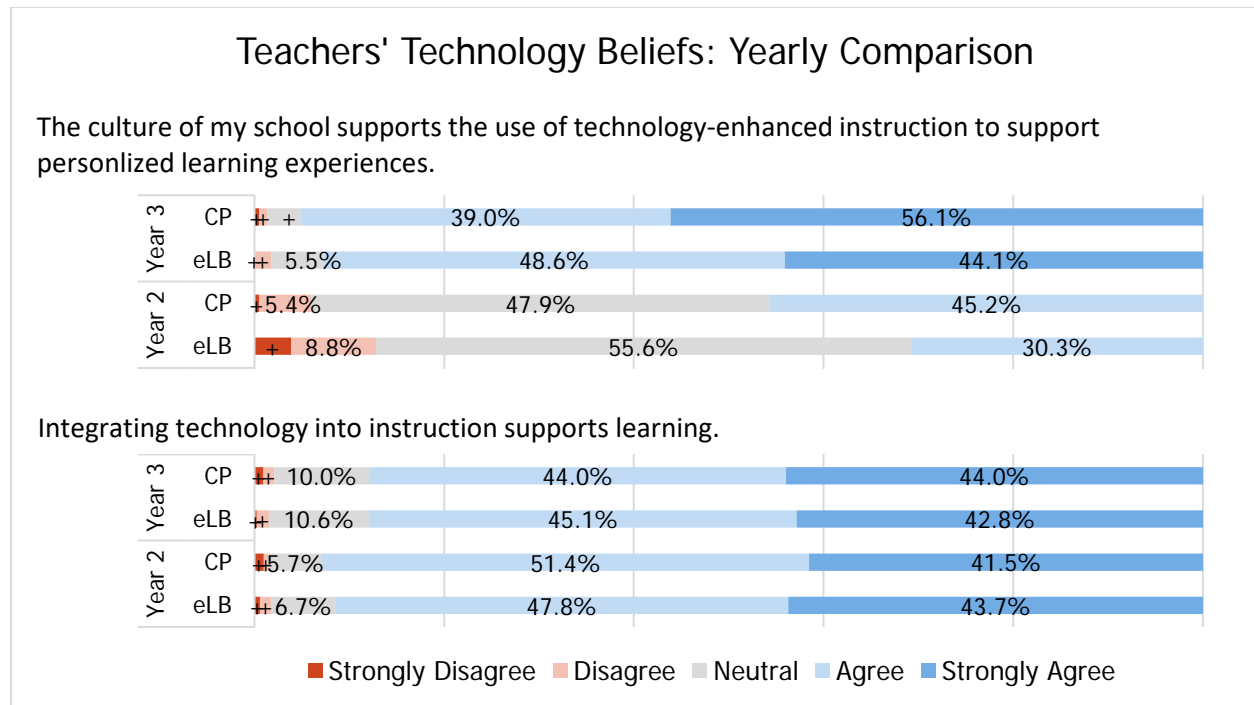 Teachers' Technology Beliefs: Yearly Comparison
The culture of my school supports the use of technology-enhanced instruction to support
personlized learning experiences.
Year 3
CP
++ + 39.0% 56.1%
eLB
++ 5.5% 48.6% 44.1%
Year 2
CP
+ 5.4% 47.9% 45.2%
eLB
+ 8.8% 55.6% 30.3%
Integrating technology into instruction supports learning.
Year 3
CP
++ 10.0% 44.0% 44.0%
eLB
++ 10.6% 45.1% 42.8%
Year 2
CP
++ 5.7% 51.4% 41.5%
eLB
++ 6.7% 47.8% 43.7%
Strongly Disagree Disagree Neutral Agree Strongly Agree